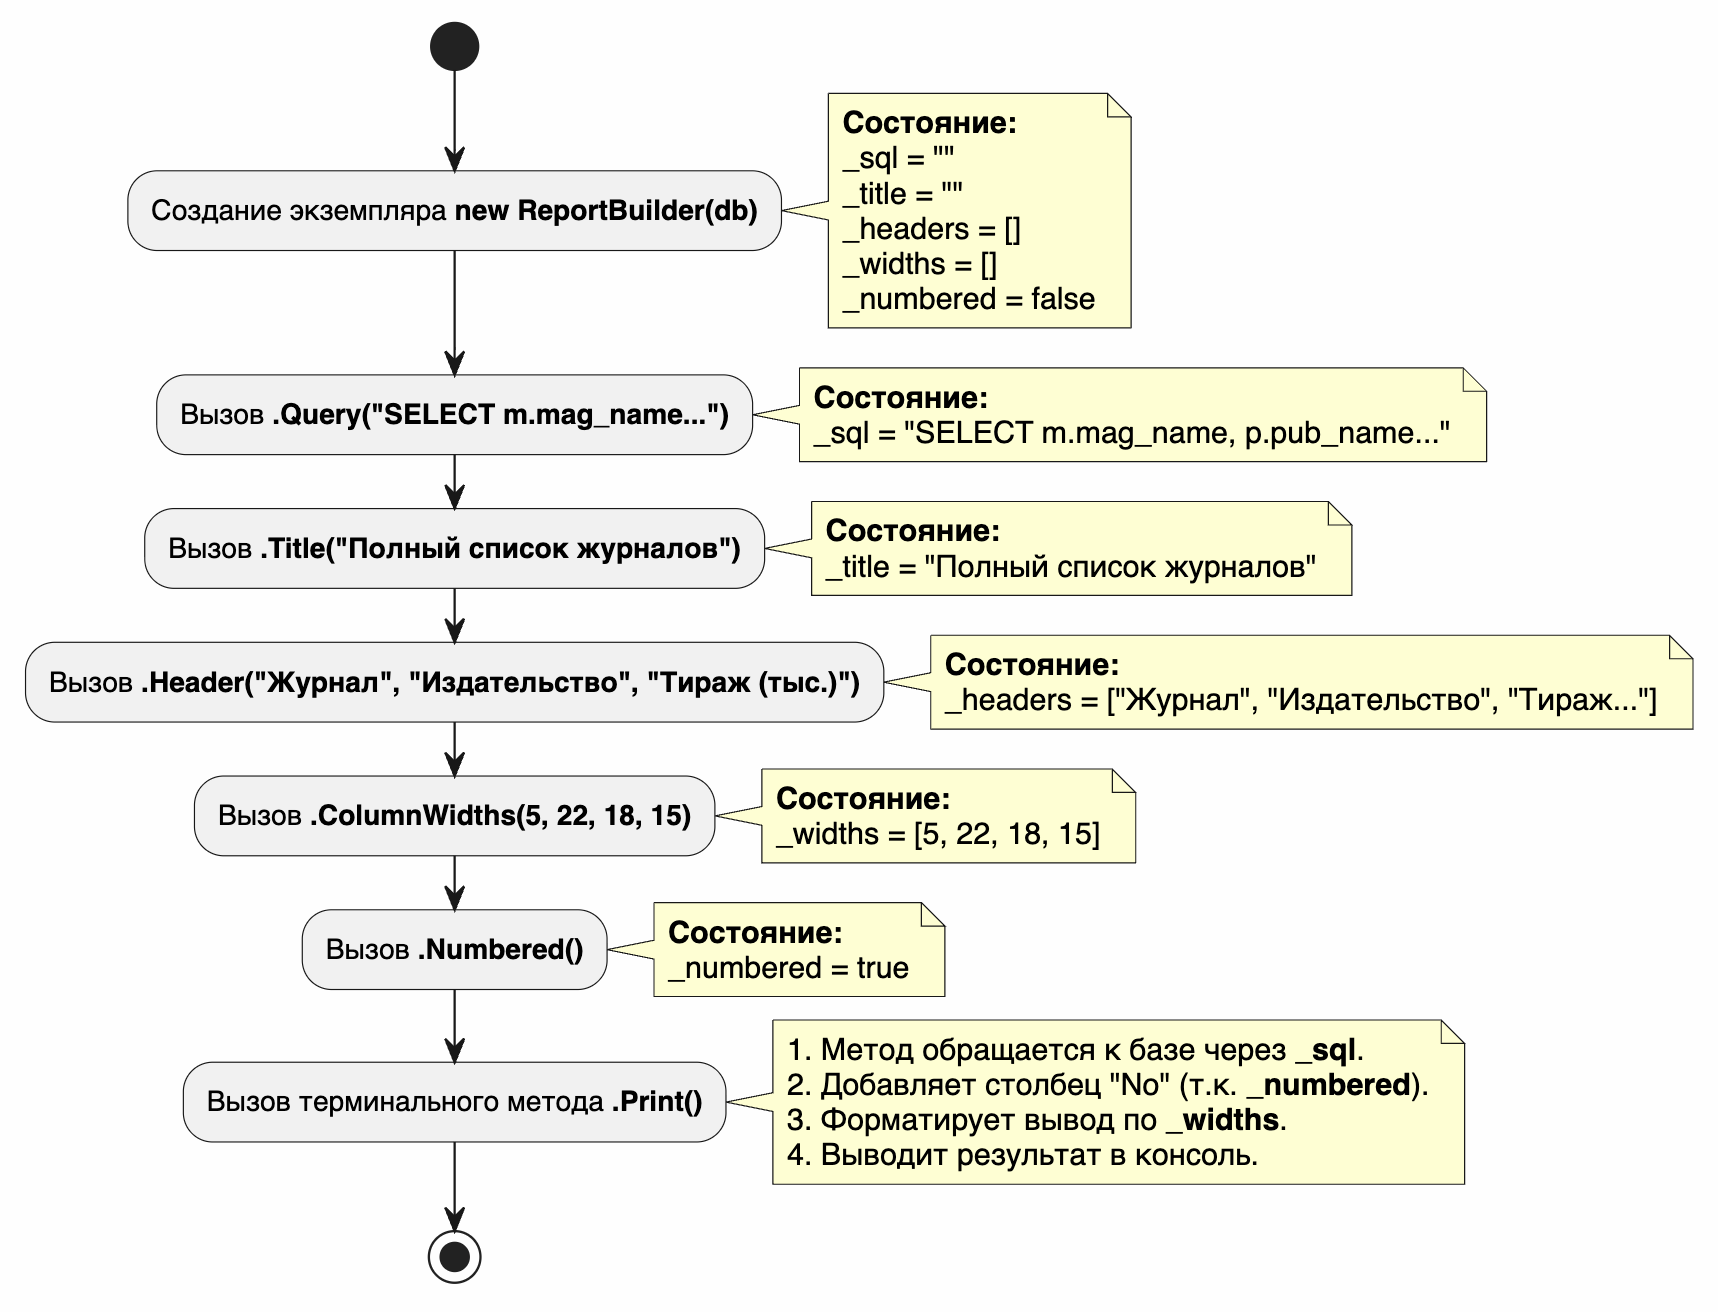 Состояние:
_sql = ""
_title = ""
_headers = []
_widths = []
_numbered = false
Создание экземпляра new ReportBuilder(db)
Состояние:
_sql = "SELECT m.mag_name, p.pub_name..."
Вызов .Query("SELECT m.mag_name...")
Состояние:
_title = "Полный список журналов"
Вызов .Title("Полный список журналов")
Состояние:
_headers = ["Журнал", "Издательство", "Тираж..."]
Вызов .Header("Журнал", "Издательство", "Тираж (тыс.)")
Состояние:
_widths = [5, 22, 18, 15]
Вызов .ColumnWidths(5, 22, 18, 15)
Состояние:
_numbered = true
Вызов .Numbered()
1. Метод обращается к базе через _sql.
2. Добавляет столбец "No" (т.к. _numbered).
3. Форматирует вывод по _widths.
4. Выводит результат в консоль.
Вызов терминального метода .Print()